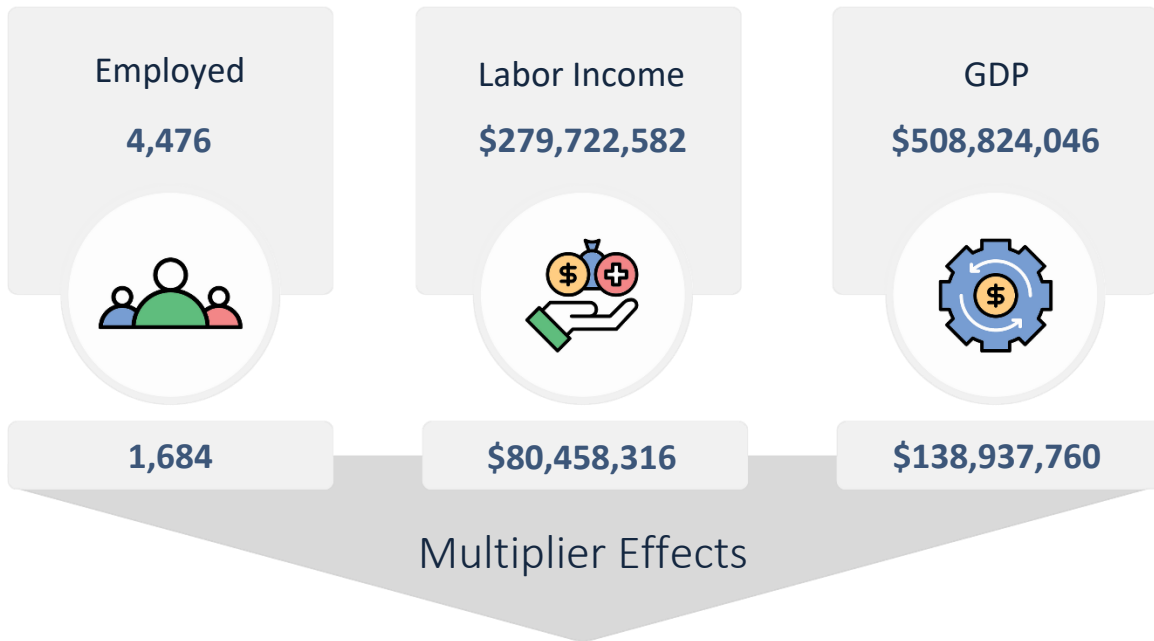 Employed
4,476
Labor Income
$279,722,582
GDP
$508,824,046
$
$
1,684
$80,458,316
$138,937,760
Multiplier Effects